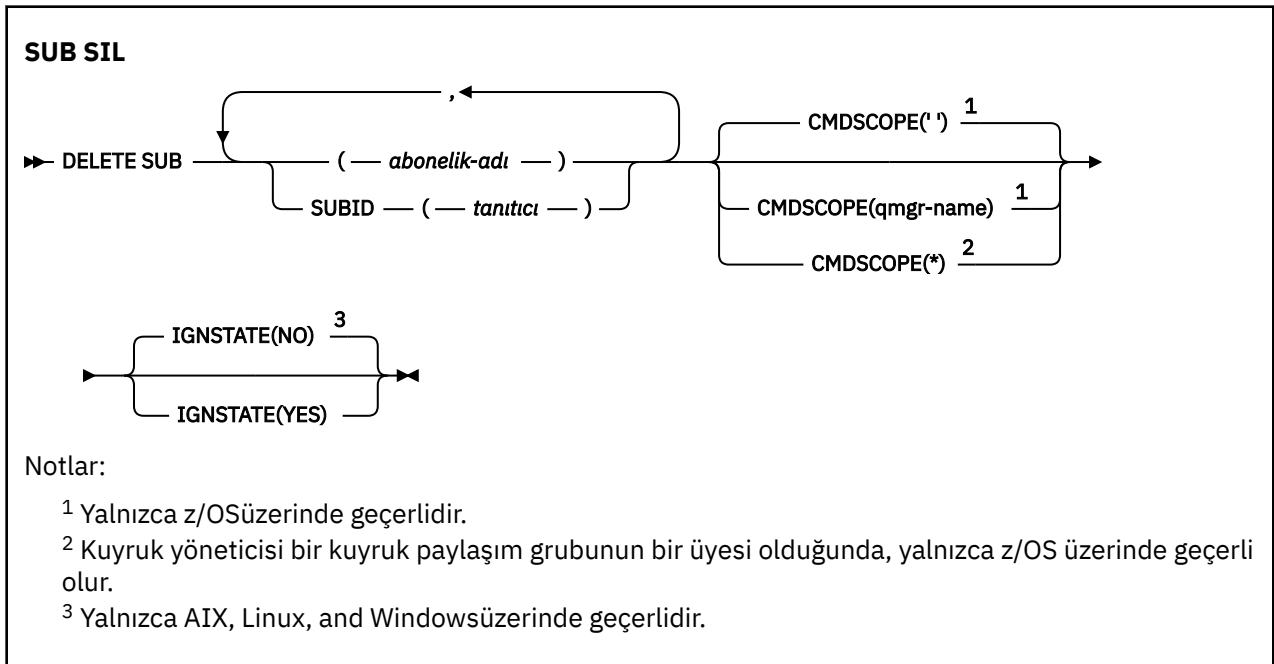 SUB SIL
,
CMDSCOPE(' ') 1
DELETE SUB ( abonelik-adı )
SUBID ( tanıtıcı ) CMDSCOPE(qmgr-name) 1
CMDSCOPE(*) 2
IGNSTATE(NO) 3
IGNSTATE(YES)
Notlar:
1 Yalnızca z/OSüzerinde geçerlidir.
2 Kuyruk yöneticisi bir kuyruk paylaşım grubunun bir üyesi olduğunda, yalnızca z/OS üzerinde geçerli
olur.
3 Yalnızca AIX, Linux, and Windowsüzerinde geçerlidir.